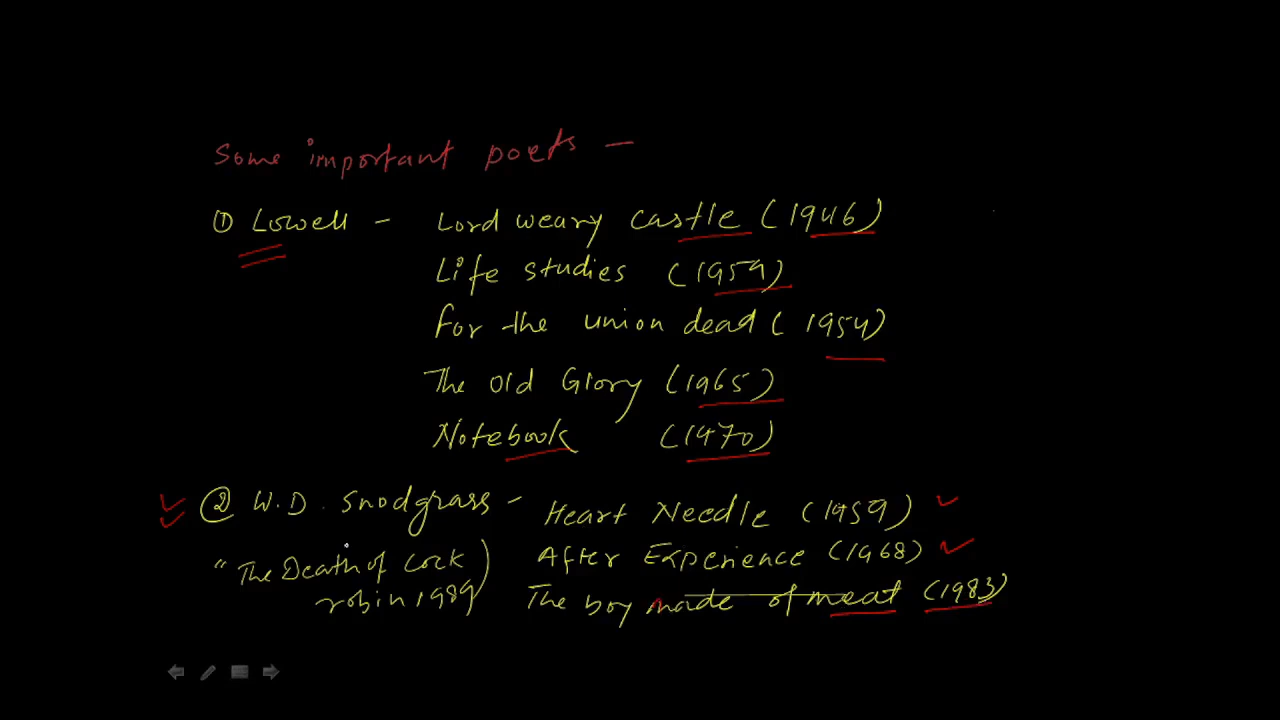 Some important poets —
① Lowell - Lord weary castle (1946)
Life studies (1959)
For the union dead (1954)
The Old Glory (1965)
Notebook (1970)
② W.D. Snodgrass - Heart Needle (1959)
After Experience (1968)
The boy made of meat (1983)
"The Death of Cock
robin 1989)